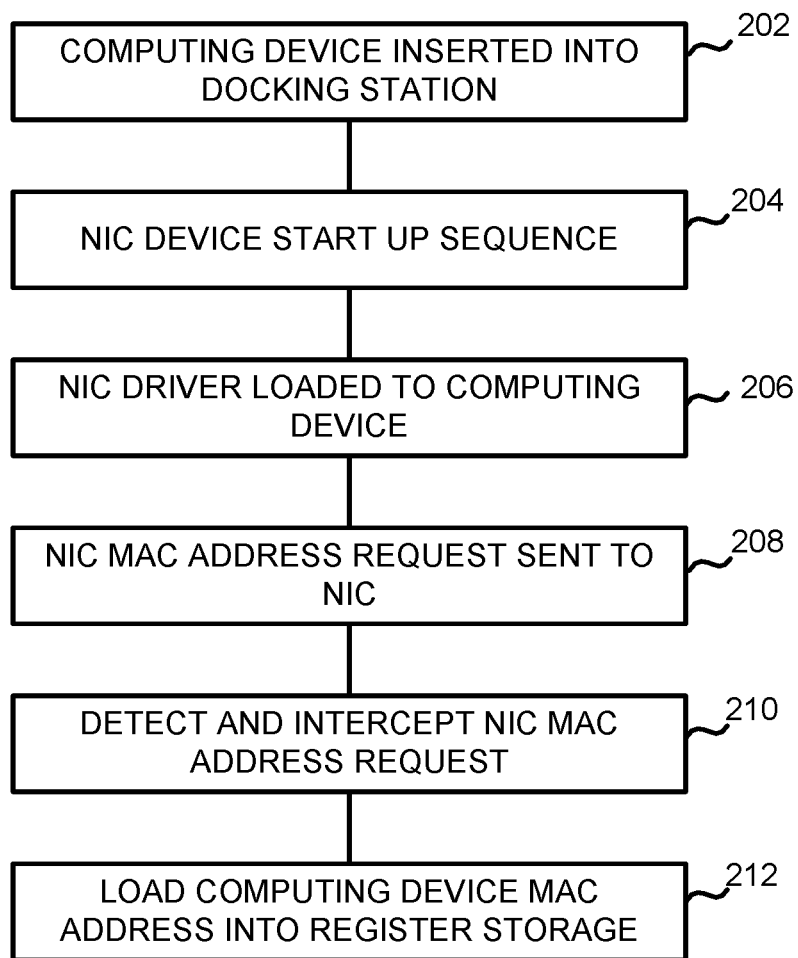 202
COMPUTING DEVICE INSERTED INTO
DOCKING STATION
204
NIC DEVICE START UP SEQUENCE
206
NIC DRIVER LOADED TO COMPUTING
DEVICE
208
NIC MAC ADDRESS REQUEST SENT TO
NIC
210
DETECT AND INTERCEPT NIC MAC
ADDRESS REQUEST
212
LOAD COMPUTING DEVICE MAC
ADDRESS INTO REGISTER STORAGE